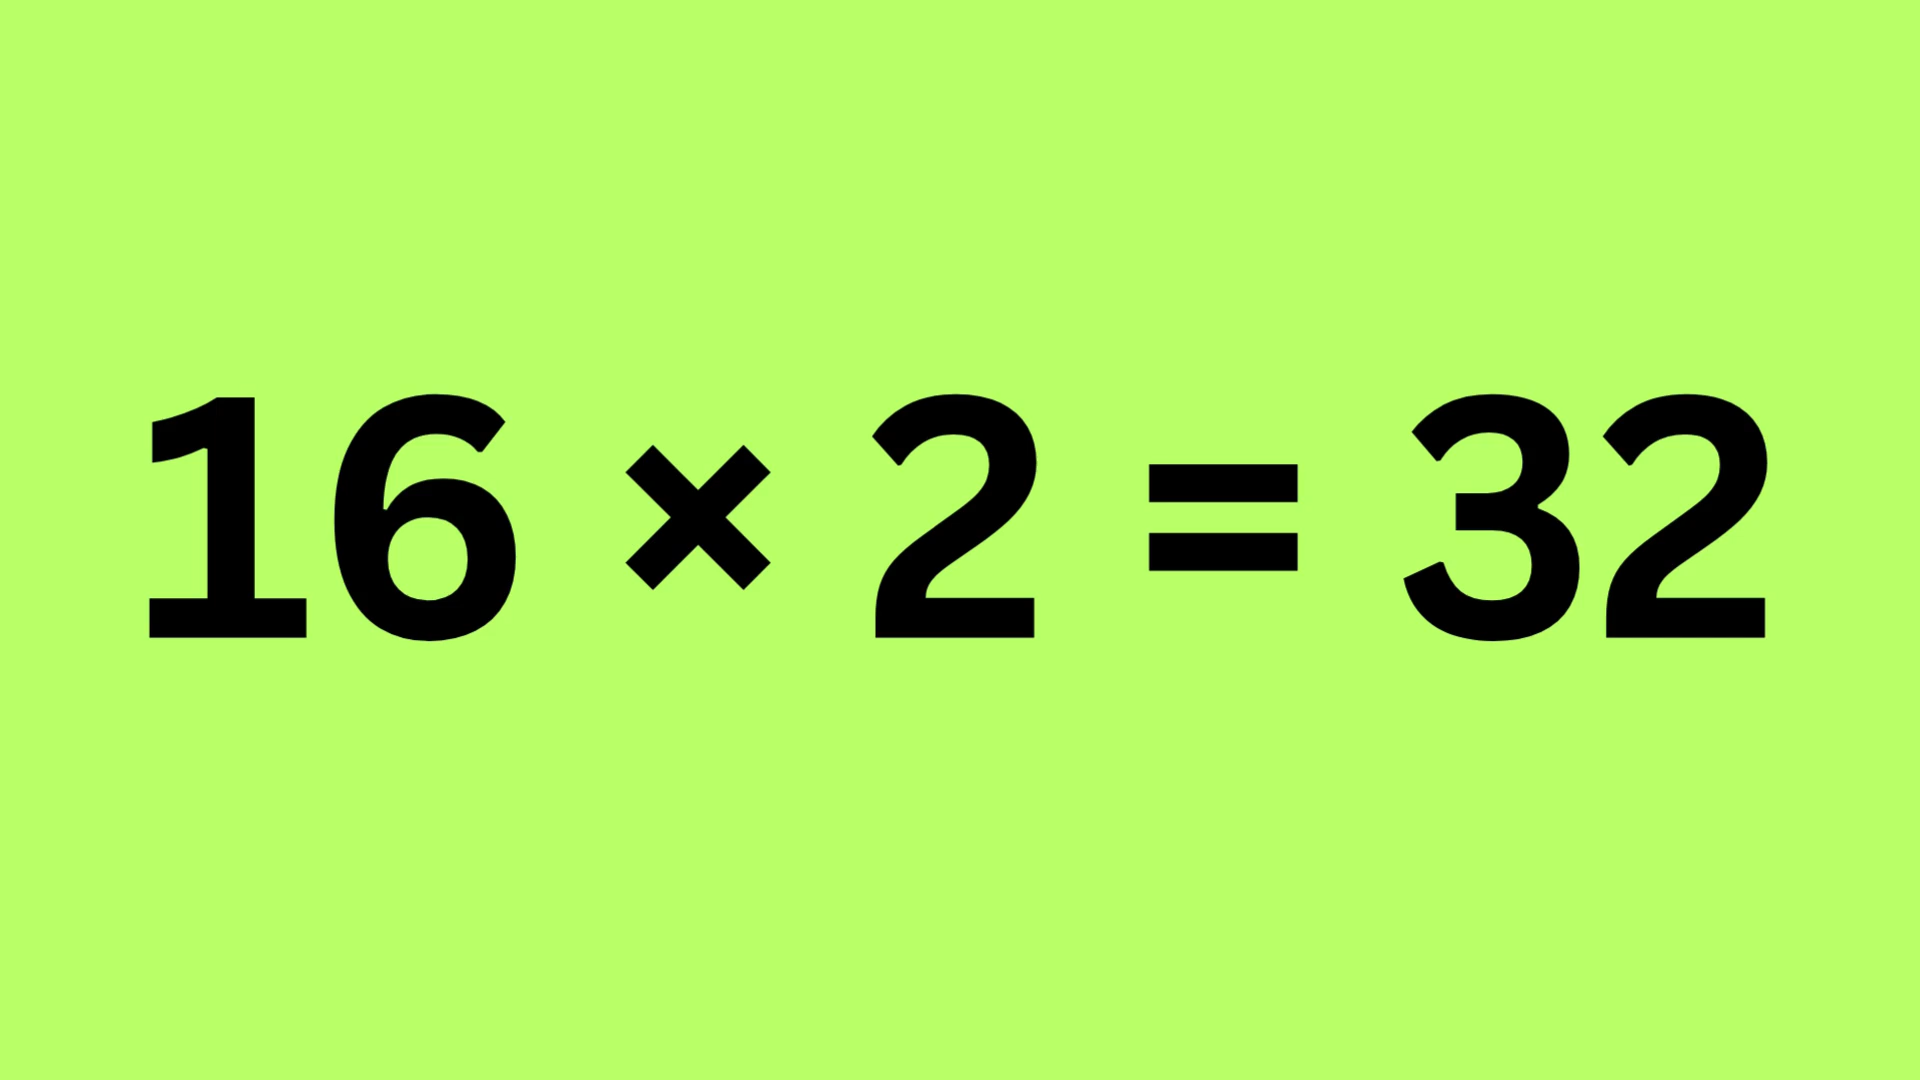 16 × 2 = 32